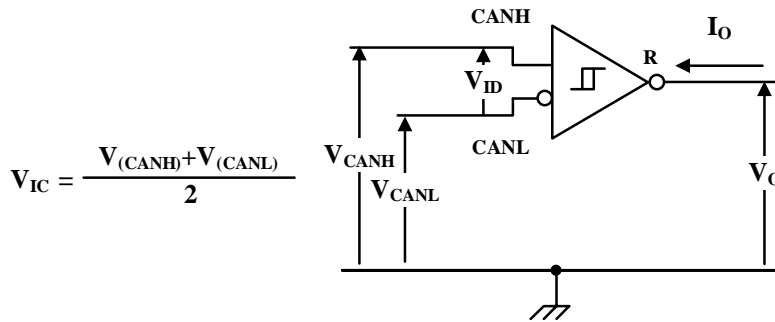 CANH
I_O
R
V_ID
CANL
V_CANH
V_CANL
V_IC = (V_(CANH)+V_(CANL))/2